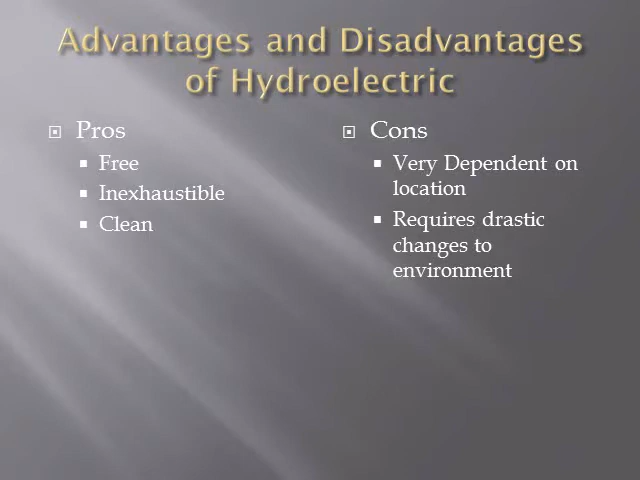 Advantages and Disadvantages
of Hydroelectric
Pros
Free
Inexhaustible
Clean
Cons
Very Dependent on
location
Requires drastic
changes to
environment